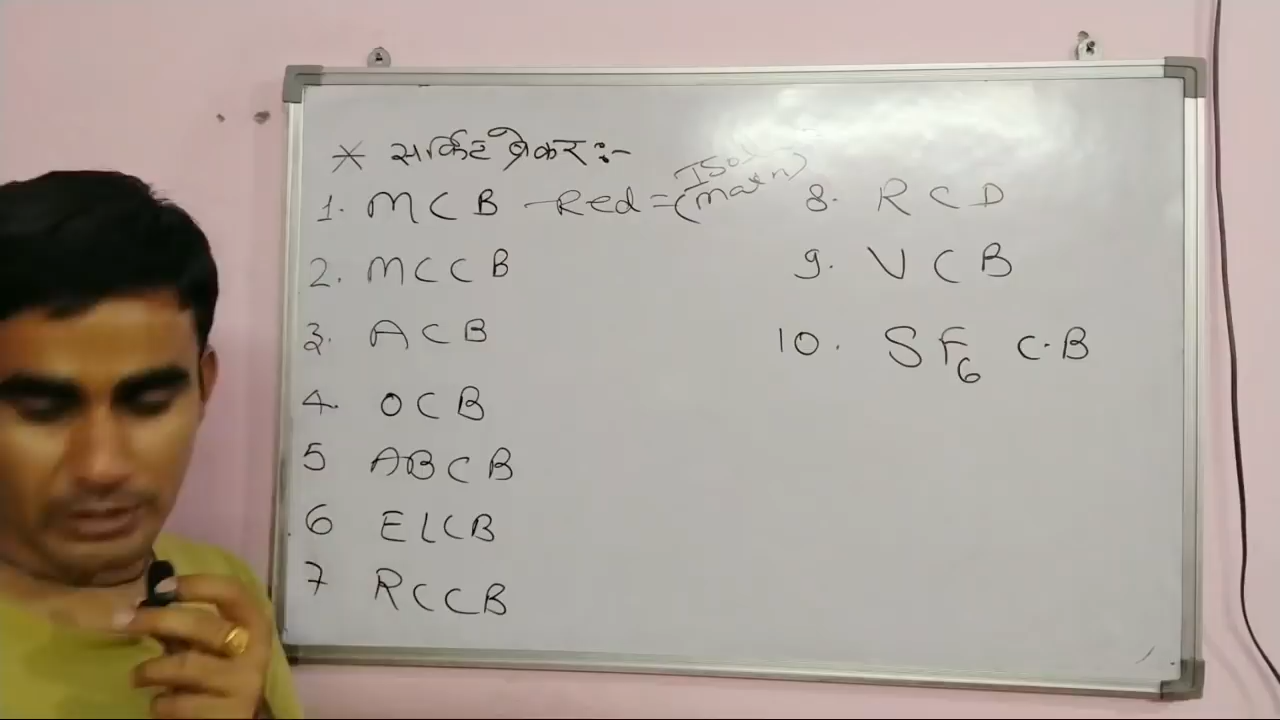 * सर्किट ब्रेकर :-
1. MCB - Red = (main)
2. MCCB
3. ACB
4. OCB
5 ABCB
6 ELCB
7 RCCB
8. RCD
9. VCB
10. SF6 C.B